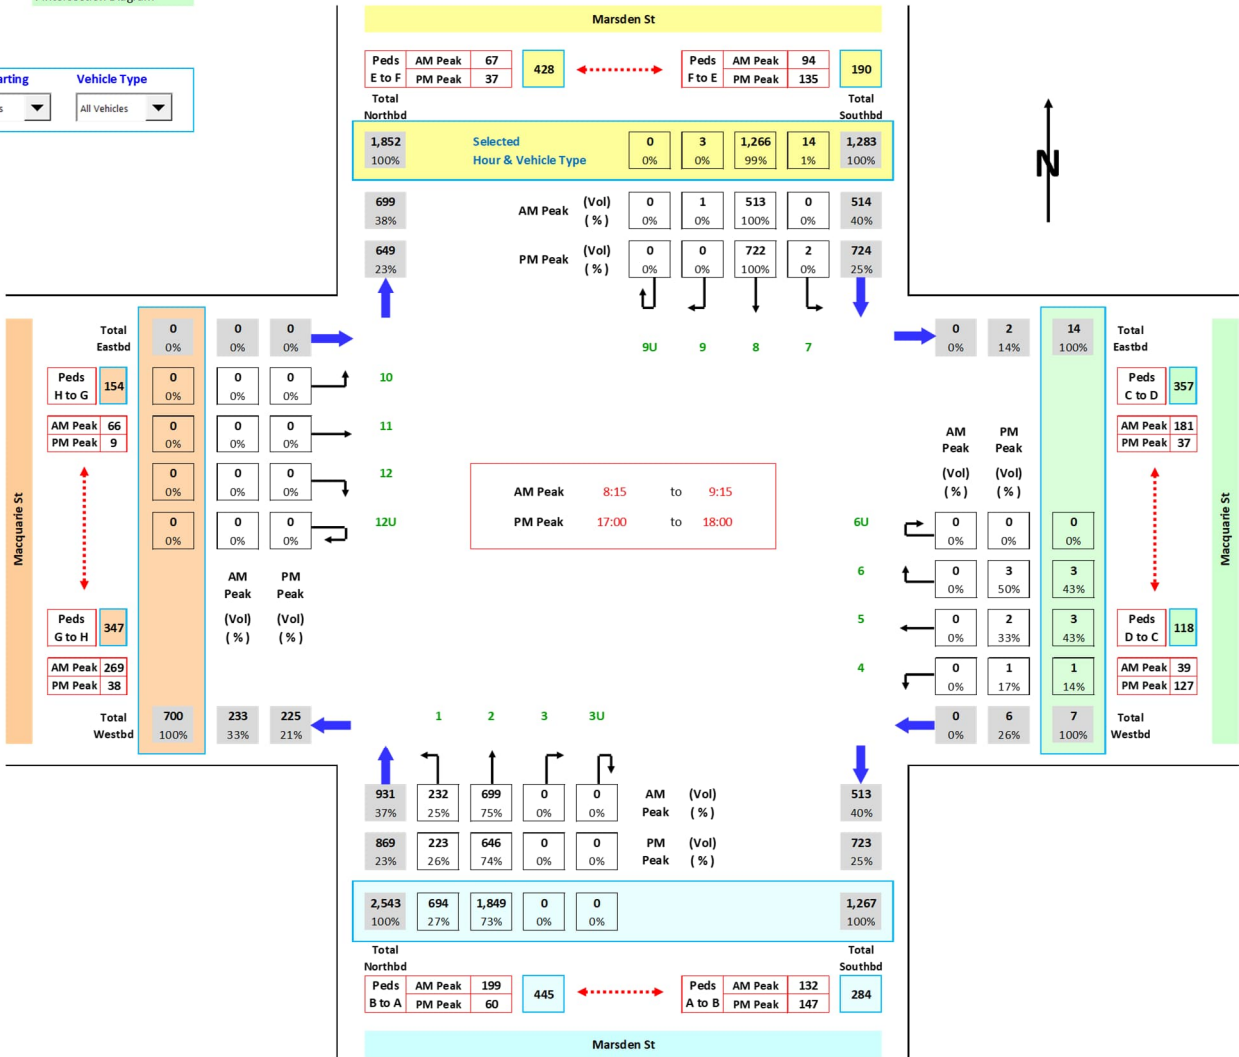 Marsden St
Peds E to F AM Peak 67 428 Peds F to E AM Peak 94 190
PM Peak 37 PM Peak 135
arting Vehicle Type
s All Vehicles
Total Northbd Total Southbd
1,852 Selected 0 3 1,266 14 1,283
100% Hour & Vehicle Type 0% 0% 99% 1% 100%
699 AM Peak (Vol) 0 1 513 0 514
38% (%) 0% 0% 100% 0% 40%
649 PM Peak (Vol) 0 0 722 2 724
23% (%) 0% 0% 100% 0% 25%
N
9U 9 8 7
Total Eastbd 0 0 0
0% 0% 0%
Peds H to G 154 0 0 0 10
0% 0% 0%
AM Peak 66 0 0 0 11
PM Peak 9 0% 0% 0%
0 0 0 12
0% 0% 0%
0 0 0 12U
0% 0% 0%
Macquarie St
AM Peak PM Peak
(Vol) (Vol)
(%) (%)
Peds G to H 347
AM Peak 269
PM Peak 38
Total Westbd 700 233 225
100% 33% 21%
AM Peak 8:15 to 9:15
PM Peak 17:00 to 18:00
0 2 14 Total Eastbd
0% 14% 100%
Peds C to D 357
AM Peak 181
PM Peak 37
AM Peak PM Peak
(Vol) (Vol)
(%) (%)
6U 0 0 0
0% 0% 0%
6 0 3 3
0% 50% 43%
5 0 2 3
0% 33% 43%
4 0 1 1
0% 17% 14%
Peds D to C 118
AM Peak 39
PM Peak 127
0 6 7 Total Westbd
0% 26% 100%
Macquarie St
1 2 3 3U
931 232 699 0 0 AM Peak (Vol) 513
37% 25% 75% 0% 0% (%) 40%
869 223 646 0 0 PM Peak (Vol) 723
23% 26% 74% 0% 0% (%) 25%
2,543 694 1,849 0 0 1,267
100% 27% 73% 0% 0% 100%
Total Northbd Total Southbd
Peds B to A AM Peak 199 445 Peds A to B AM Peak 132 284
PM Peak 60 PM Peak 147
Marsden St